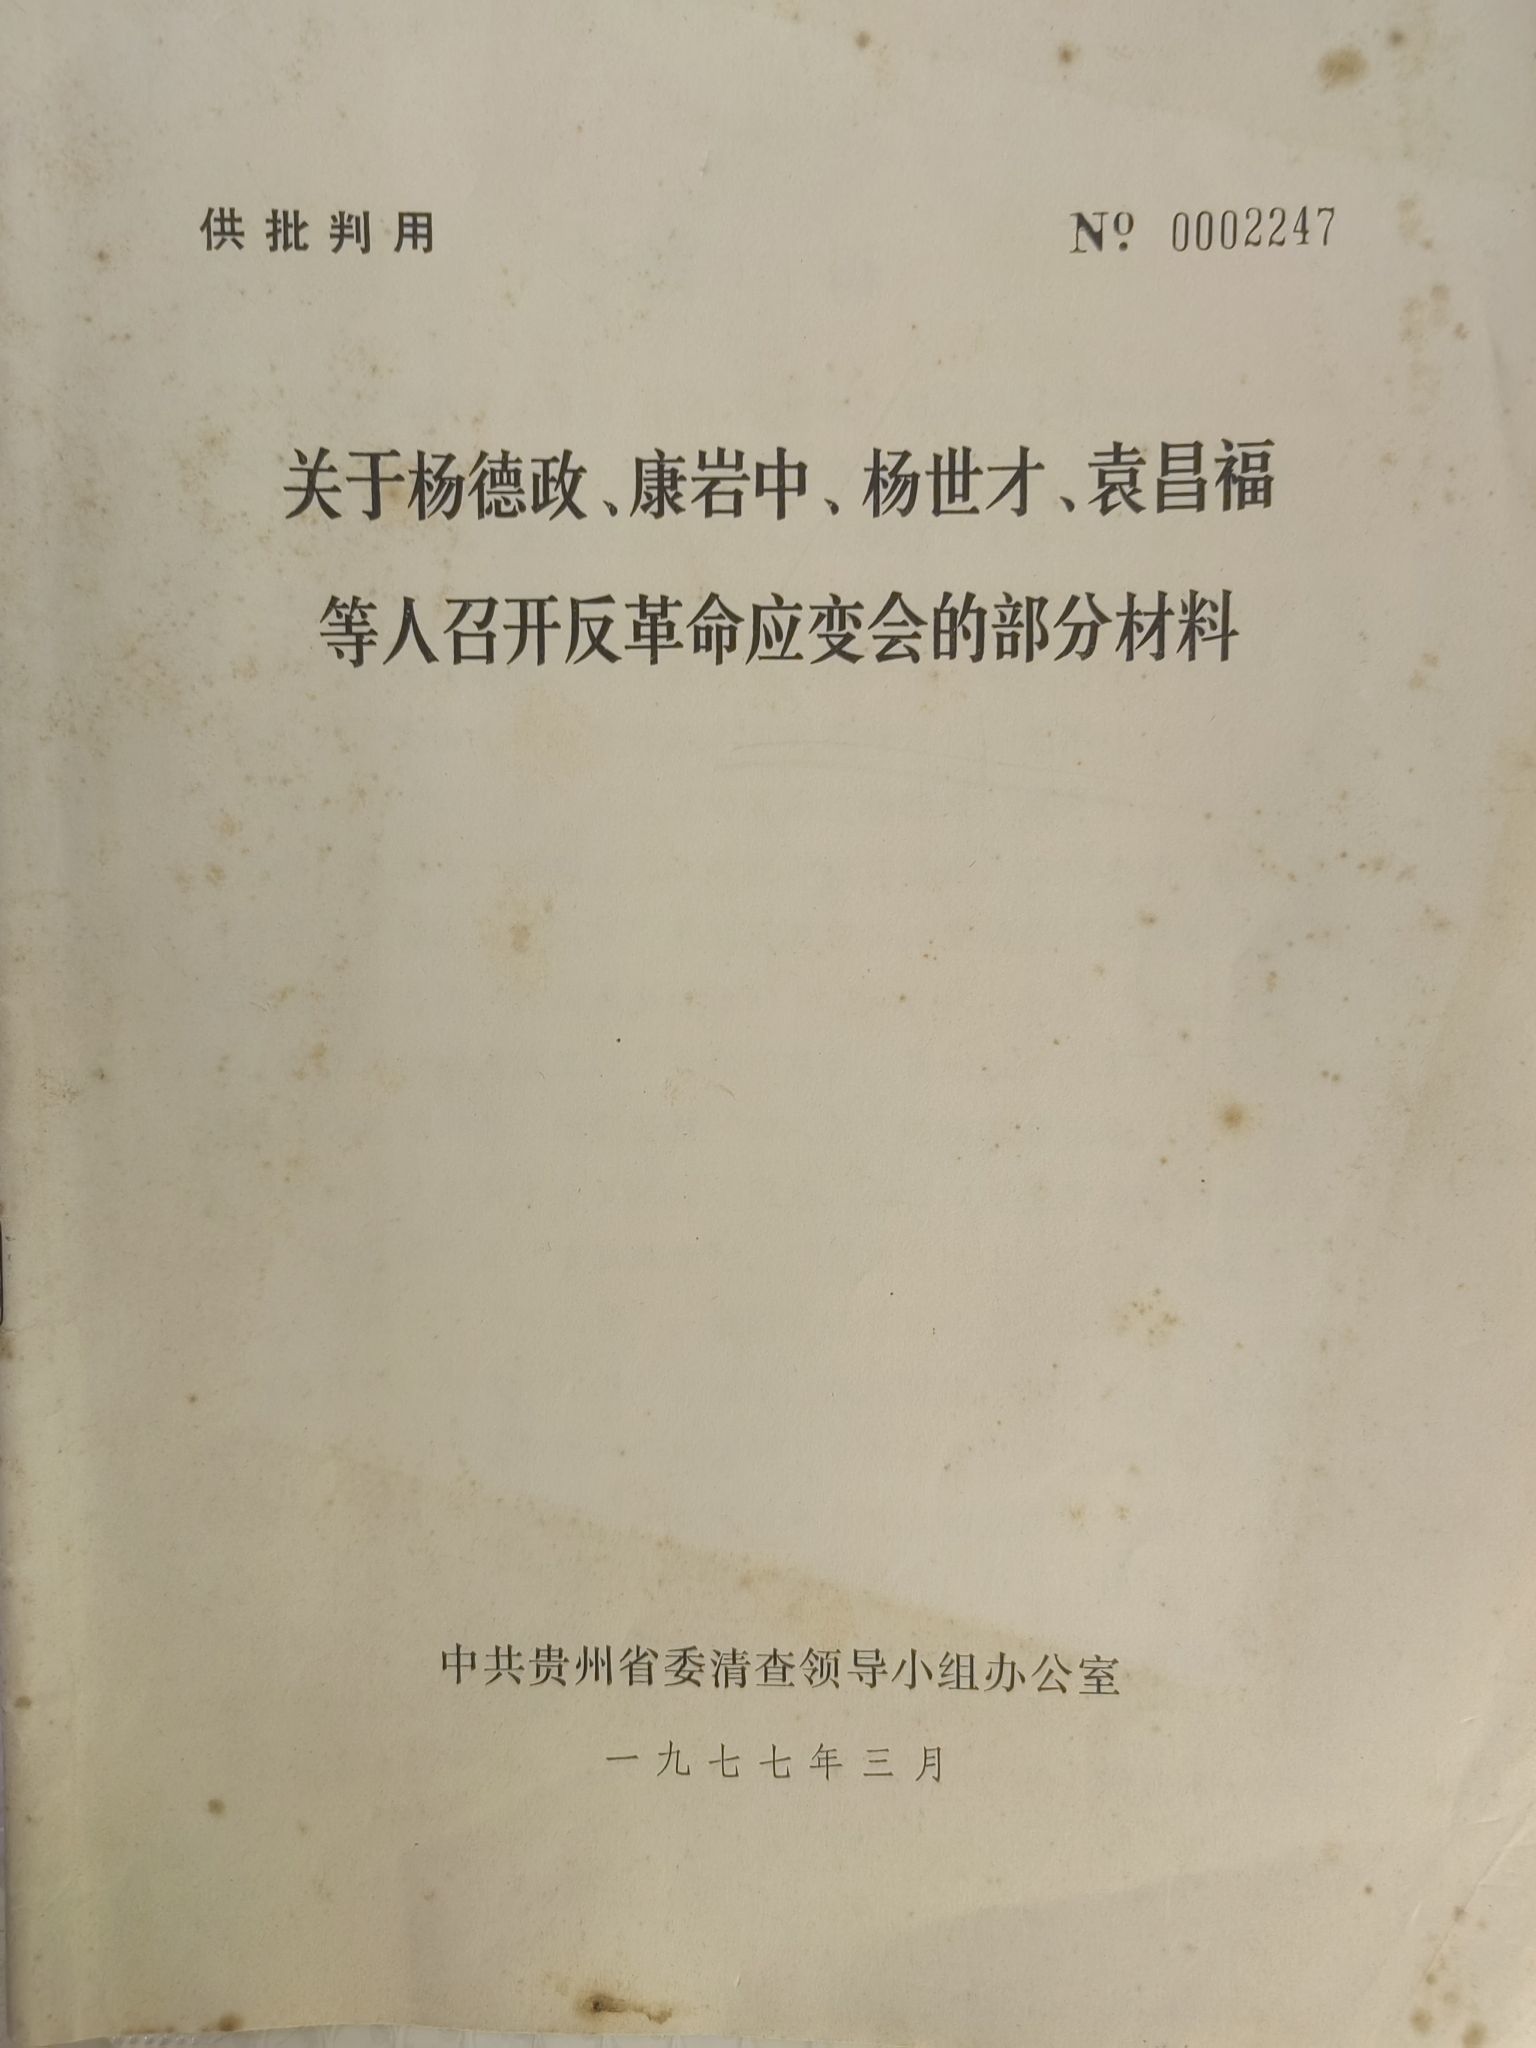 供批判用 Nº 0002247
关于杨德政、康岩中、杨世才、袁昌福
等人召开反革命应变会的部分材料
中共贵州省委清查领导小组办公室
一九七七年三月